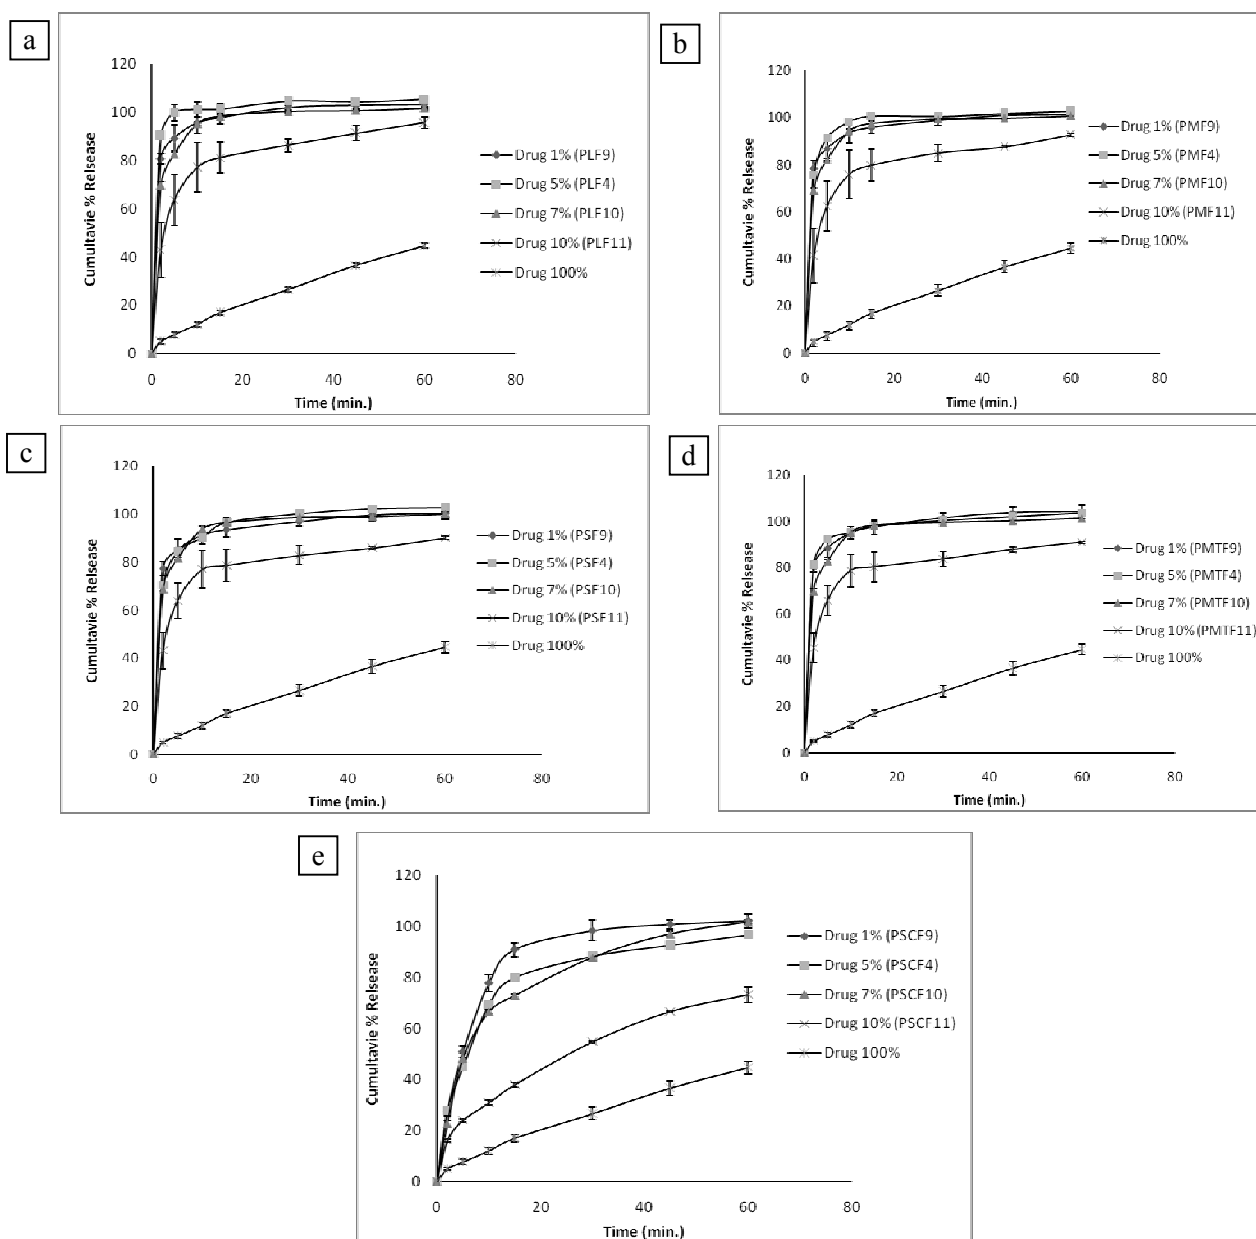 a
120
100
80
60
40
20
0
0 20 40 60 80
Cumultavie % Relsease
Time (min.)
Drug 1% (PLF9)
Drug 5% (PLF4)
Drug 7% (PLF10)
Drug 10% (PLF11)
Drug 100%
b
120
100
80
60
40
20
0
0 20 40 60 80
Cumultavie % Relsease
Time (min.)
Drug 1% (PMF9)
Drug 5% (PMF4)
Drug 7% (PMF10)
Drug 10% (PMF11)
Drug 100%
c
120
100
80
60
40
20
0
0 20 40 60 80
Cumultavie % Relsease
Time (min.)
Drug 1% (PSF9)
Drug 5% (PSF4)
Drug 7% (PSF10)
Drug 10% (PSF11)
Drug 100%
d
120
100
80
60
40
20
0
0 20 40 60 80
Cumultavie % Relsease
Time (min.)
Drug 1% (PMTF9)
Drug 5% (PMTF4)
Drug 7% (PMTF10)
Drug 10% (PMTF11)
Drug 100%
e
120
100
80
60
40
20
0
0 20 40 60 80
Cumultavie % Relsease
Time (min.)
Drug 1% (PSCF9)
Drug 5% (PSCF4)
Drug 7% (PSCF10)
Drug 10% (PSCF11)
Drug 100%